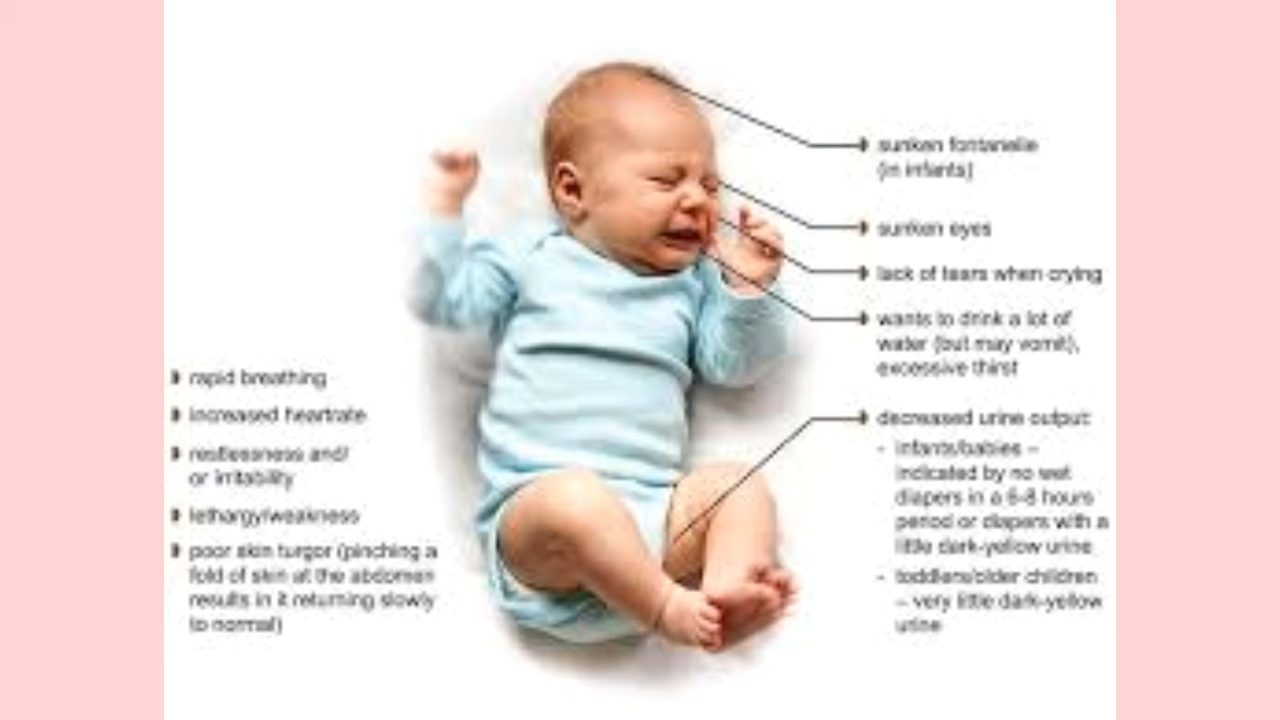 sunken fontanelle
(in infants)
sunken eyes
lack of tears when crying
wants to drink a lot of
water (but may vomit),
excessive thirst
decreased urine output:
- infants/babies –
indicated by no wet
diapers in a 6-8 hours
period or diapers with a
little dark-yellow urine
- toddlers/older children
– very little dark-yellow
urine
rapid breathing
increased heartrate
restlessness and/
or irritability
lethargy/weakness
poor skin turgor (pinching a
fold of skin at the abdomen
results in it returning slowly
to normal)